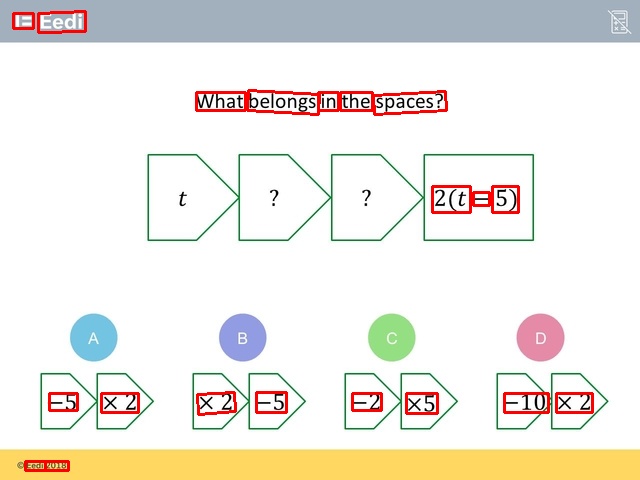 Eedi
What belongs in the spaces?
t ? ? 2(t − 5)
A B C D
−5 × 2 × 2 −5 −2 ×5 −10 × 2
© Eedi 2018